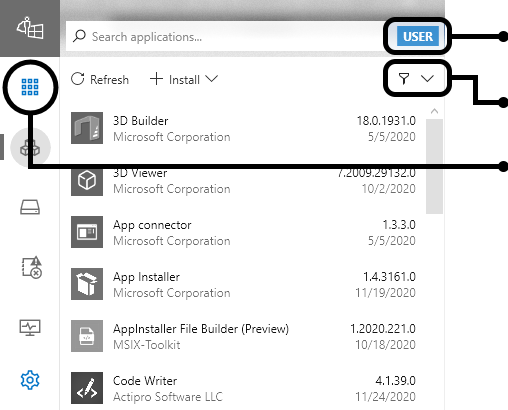 Search applications... USER
Refresh Install
3D Builder 18.0.1931.0
Microsoft Corporation 5/5/2020
3D Viewer 7.2009.29132.0
Microsoft Corporation 10/2/2020
App connector 1.3.3.0
Microsoft Corporation 5/5/2020
App Installer 1.4.3161.0
Microsoft Corporation 11/19/2020
AppInstaller File Builder (Preview) 1.2020.221.0
MSIX-Toolkit 10/18/2020
Code Writer 4.1.39.0
Actipro Software LLC 11/24/2020